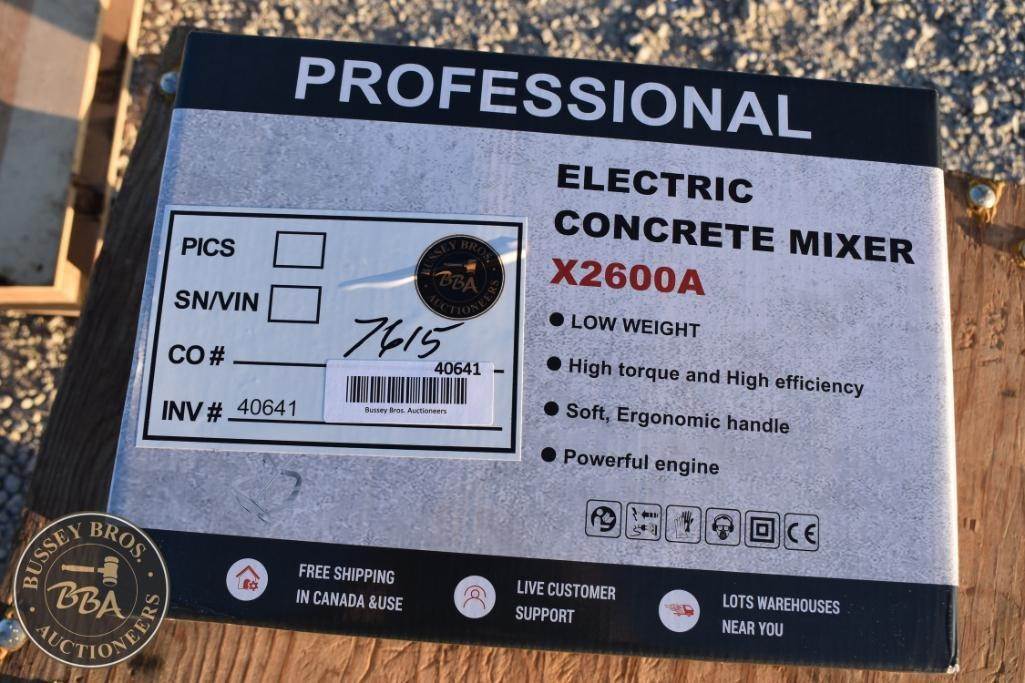 PROFESSIONAL
ELECTRIC
CONCRETE MIXER
X2600A
LOW WEIGHT
High torque and High efficiency
Soft, Ergonomic handle
Powerful engine
PICS
SN/VIN
CO # 7615
INV # 40641
BUSSEY BROS.
BBA
AUCTIONEERS
40641
Bussey Bros. Auctioneers
CE
FREE SHIPPING
IN CANADA &USE
LIVE CUSTOMER
SUPPORT
LOTS WAREHOUSES
NEAR YOU
BUSSEY BROS.
BBA
AUCTIONEERS